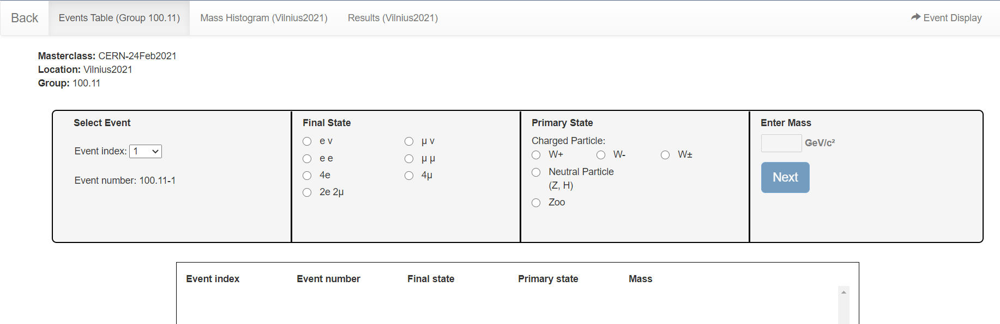 Back Events Table (Group 100.11) Mass Histogram (Vilnius2021) Results (Vilnius2021) Event Display
Masterclass: CERN-24Feb2021
Location: Vilnius2021
Group: 100.11
Select Event
Event index: 1
Event number: 100.11-1
Final State
e ν μ ν
e e μ μ
4e 4μ
2e 2μ
Primary State
Charged Particle:
W+ W- W±
Neutral Particle
(Z, H)
Zoo
Enter Mass
GeV/c²
Next
Event index Event number Final state Primary state Mass